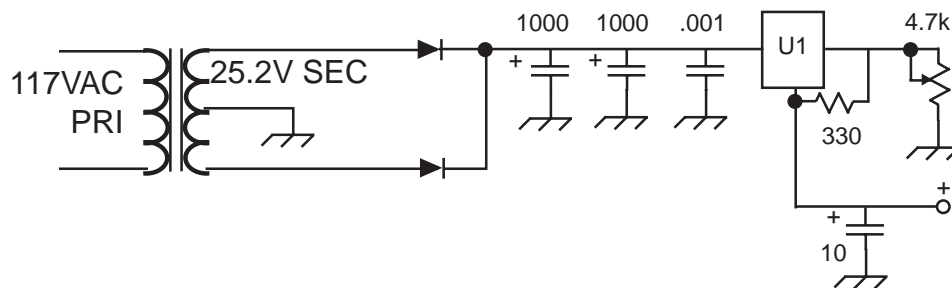 1000
1000
.001
U1
4.7k
117VAC
PRI
25.2V SEC
+
+
330
+
+
10